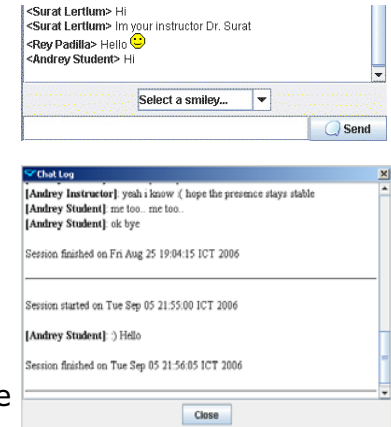 <Surat Lertlum> Hi
<Surat Lertlum> Im your instructor Dr. Surat
<Rey Padilla> Hello
<Andrey Student> Hi
Select a smiley...
Send
Chat Log
[Andrey Instructor]: yeah i know :( hope the presence stays stable
[Andrey Student]: me too.. me too..
[Andrey Student]: ok bye
Session finished on Fri Aug 25 19:04:15 ICT 2006
Session started on Tue Sep 05 21:55:00 ICT 2006
[Andrey Student]: :) Hello
Session finished on Tue Sep 05 21:56:05 ICT 2006
e
Close